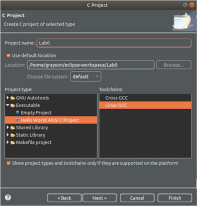 C Project
C Project
Create C project of selected type
Project name: Lab0
Use default location
Location: /home/grayson/eclipse-workspace/Lab0 Browse...
Choose file system: default
Project type: Toolchains:
GNU Autotools Cross GCC
Executable Linux GCC
Empty Project
Hello World ANSI C Project
Shared Library
Static Library
Makefile project
Show project types and toolchains only if they are supported on the platform
? < Back Next > Cancel Finish